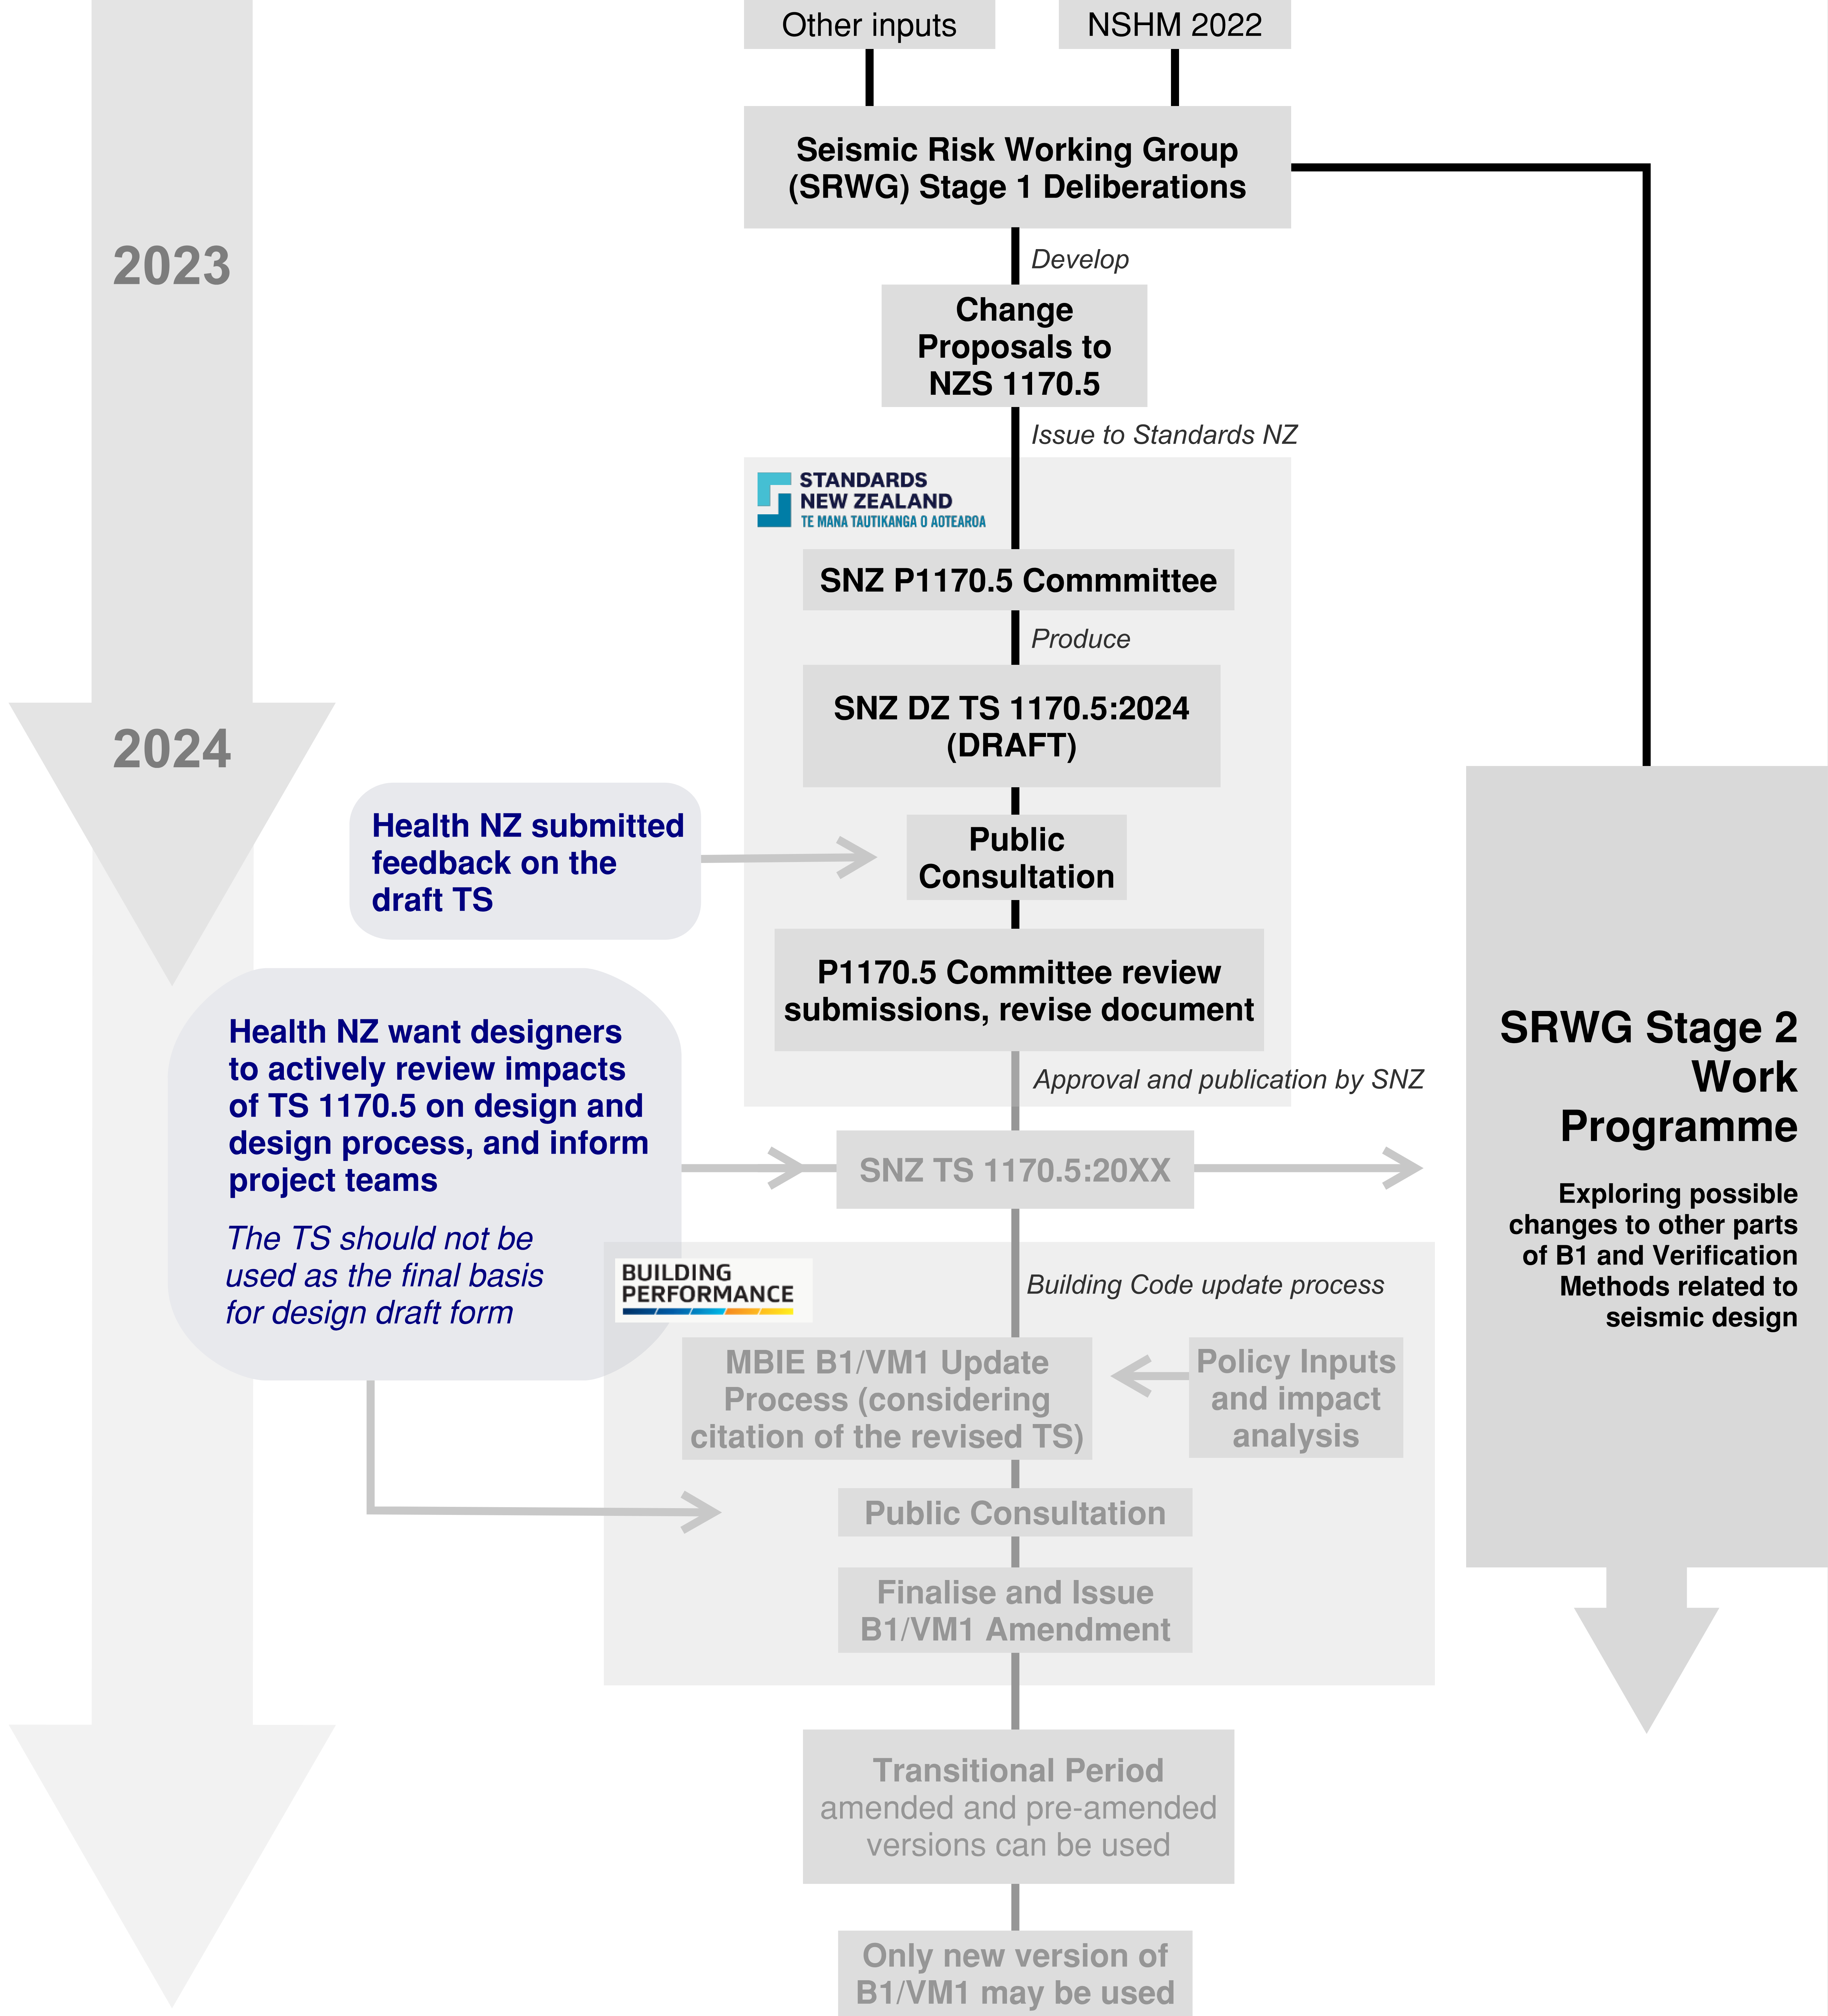 Other inputs
NSHM 2022
Seismic Risk Working Group
(SRWG) Stage 1 Deliberations
2023
Develop
Change
Proposals to
NZS 1170.5
Issue to Standards NZ
STANDARDS
NEW ZEALAND
TE MANA TAUTIKANGA O AOTEAROA
SNZ P1170.5 Commmittee
Produce
SNZ DZ TS 1170.5:2024
(DRAFT)
2024
Health NZ submitted
feedback on the
draft TS
Public
Consultation
P1170.5 Committee review
submissions, revise document
Approval and publication by SNZ
Health NZ want designers
to actively review impacts
of TS 1170.5 on design and
design process, and inform
project teams
The TS should not be
used as the final basis
for design draft form
SNZ TS 1170.5:20XX
SRWG Stage 2
Work
Programme
Exploring possible
changes to other parts
of B1 and Verification
Methods related to
seismic design
BUILDING
PERFORMANCE
Building Code update process
MBIE B1/VM1 Update
Process (considering
citation of the revised TS)
Policy Inputs
and impact
analysis
Public Consultation
Finalise and Issue
B1/VM1 Amendment
Transitional Period
amended and pre-amended
versions can be used
Only new version of
B1/VM1 may be used